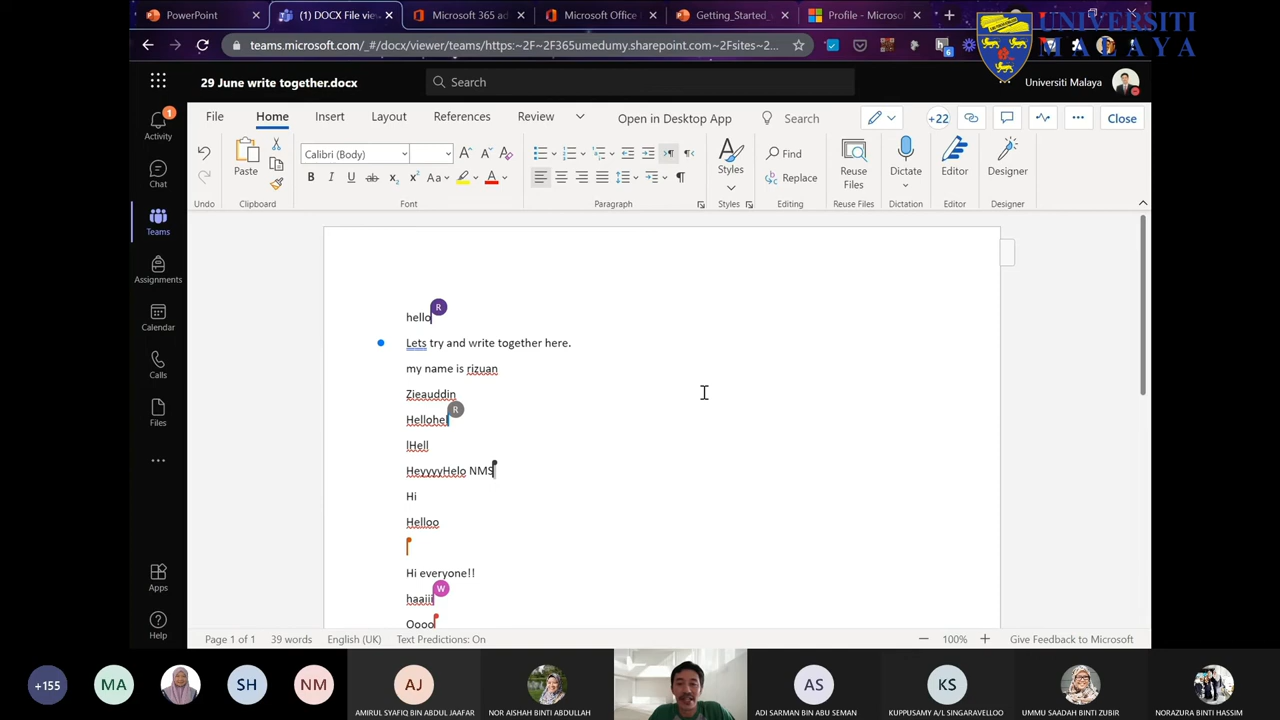 PowerPoint
(1) DOCX File view
Microsoft 365 ad
Microsoft Office
Getting_Started_
Profile - Microsof
UNIVERSITI
MALAYA
teams.microsoft.com/_#/docx/viewer/teams/https:~2F~2F365umedumy.sharepoint.com~2Fsites~2...
6
29 June write together.docx
Search
Universiti Malaya
1
Activity
Chat
Teams
Assignments
Calendar
Calls
Files
Apps
Help
File
Home
Insert
Layout
References
Review
Open in Desktop App
Search
+22
Close
Calibri (Body)
Paste
Find
Replace
Styles
Reuse
Files
Dictate
Editor
Designer
Undo
Clipboard
Font
Paragraph
Styles
Editing
Reuse Files
Dictation
Editor
Designer
R
hello
Lets try and write together here.
my name is rizuan
Zieauddin
R
Hellohel
lHell
HeyyyyHelo NMS
Hi
Helloo
Hi everyone!!
W
haaiii
Oooo
Page 1 of 1
39 words
English (UK)
Text Predictions: On
100%
Give Feedback to Microsoft
+155
MA
SH
NM
AJ
AS
KS
AMIRUL SYAFIQ BIN ABDUL JAAFAR
NOR AISHAH BINTI ABDULLAH
ADI SARMAN BIN ABU SEMAN
KUPPUSAMY A/L SINGARAVELLOO
UMMU SAADAH BINTI ZUBIR
NORAZURA BINTI HASSIM